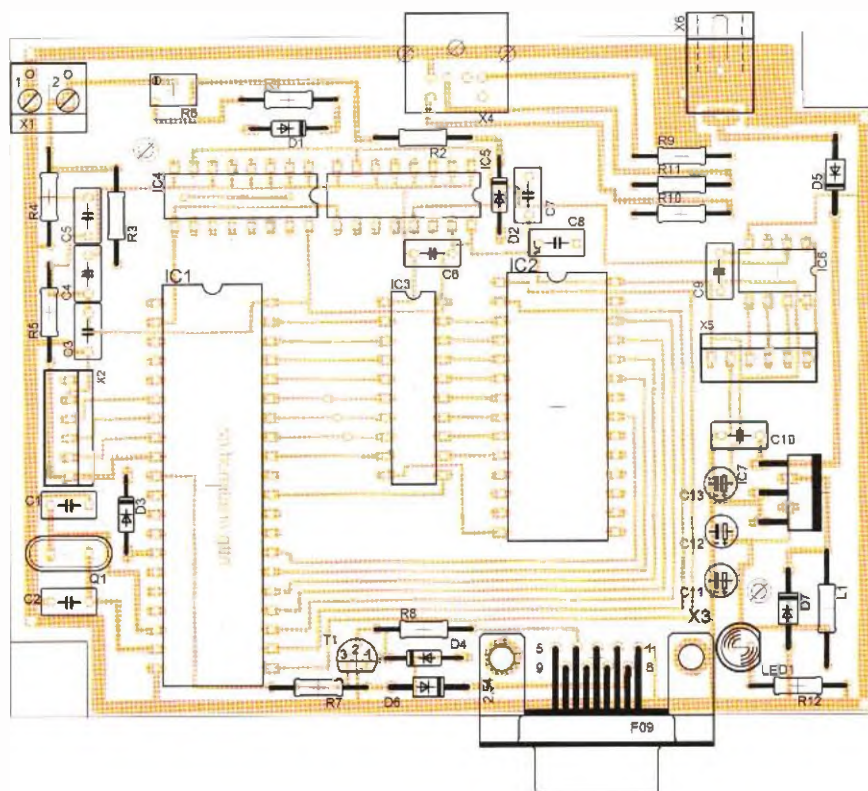 X6
1 2
X1
R6
X4
D1
R2
IC5
R9
R11
R10
D5
IC4
R4
C5
R3
D2
C7
C8
C6
C9
IC6
IC1
IC2
IC3
C4
R5
X5
X2
C10
IC7
C1
D3
C13
C12
Q1
C2
C11
X3
D7
L1
R8
T1
3 2 1
D4
5
9
8
2.54
LED1
R7
D6
F09
R12